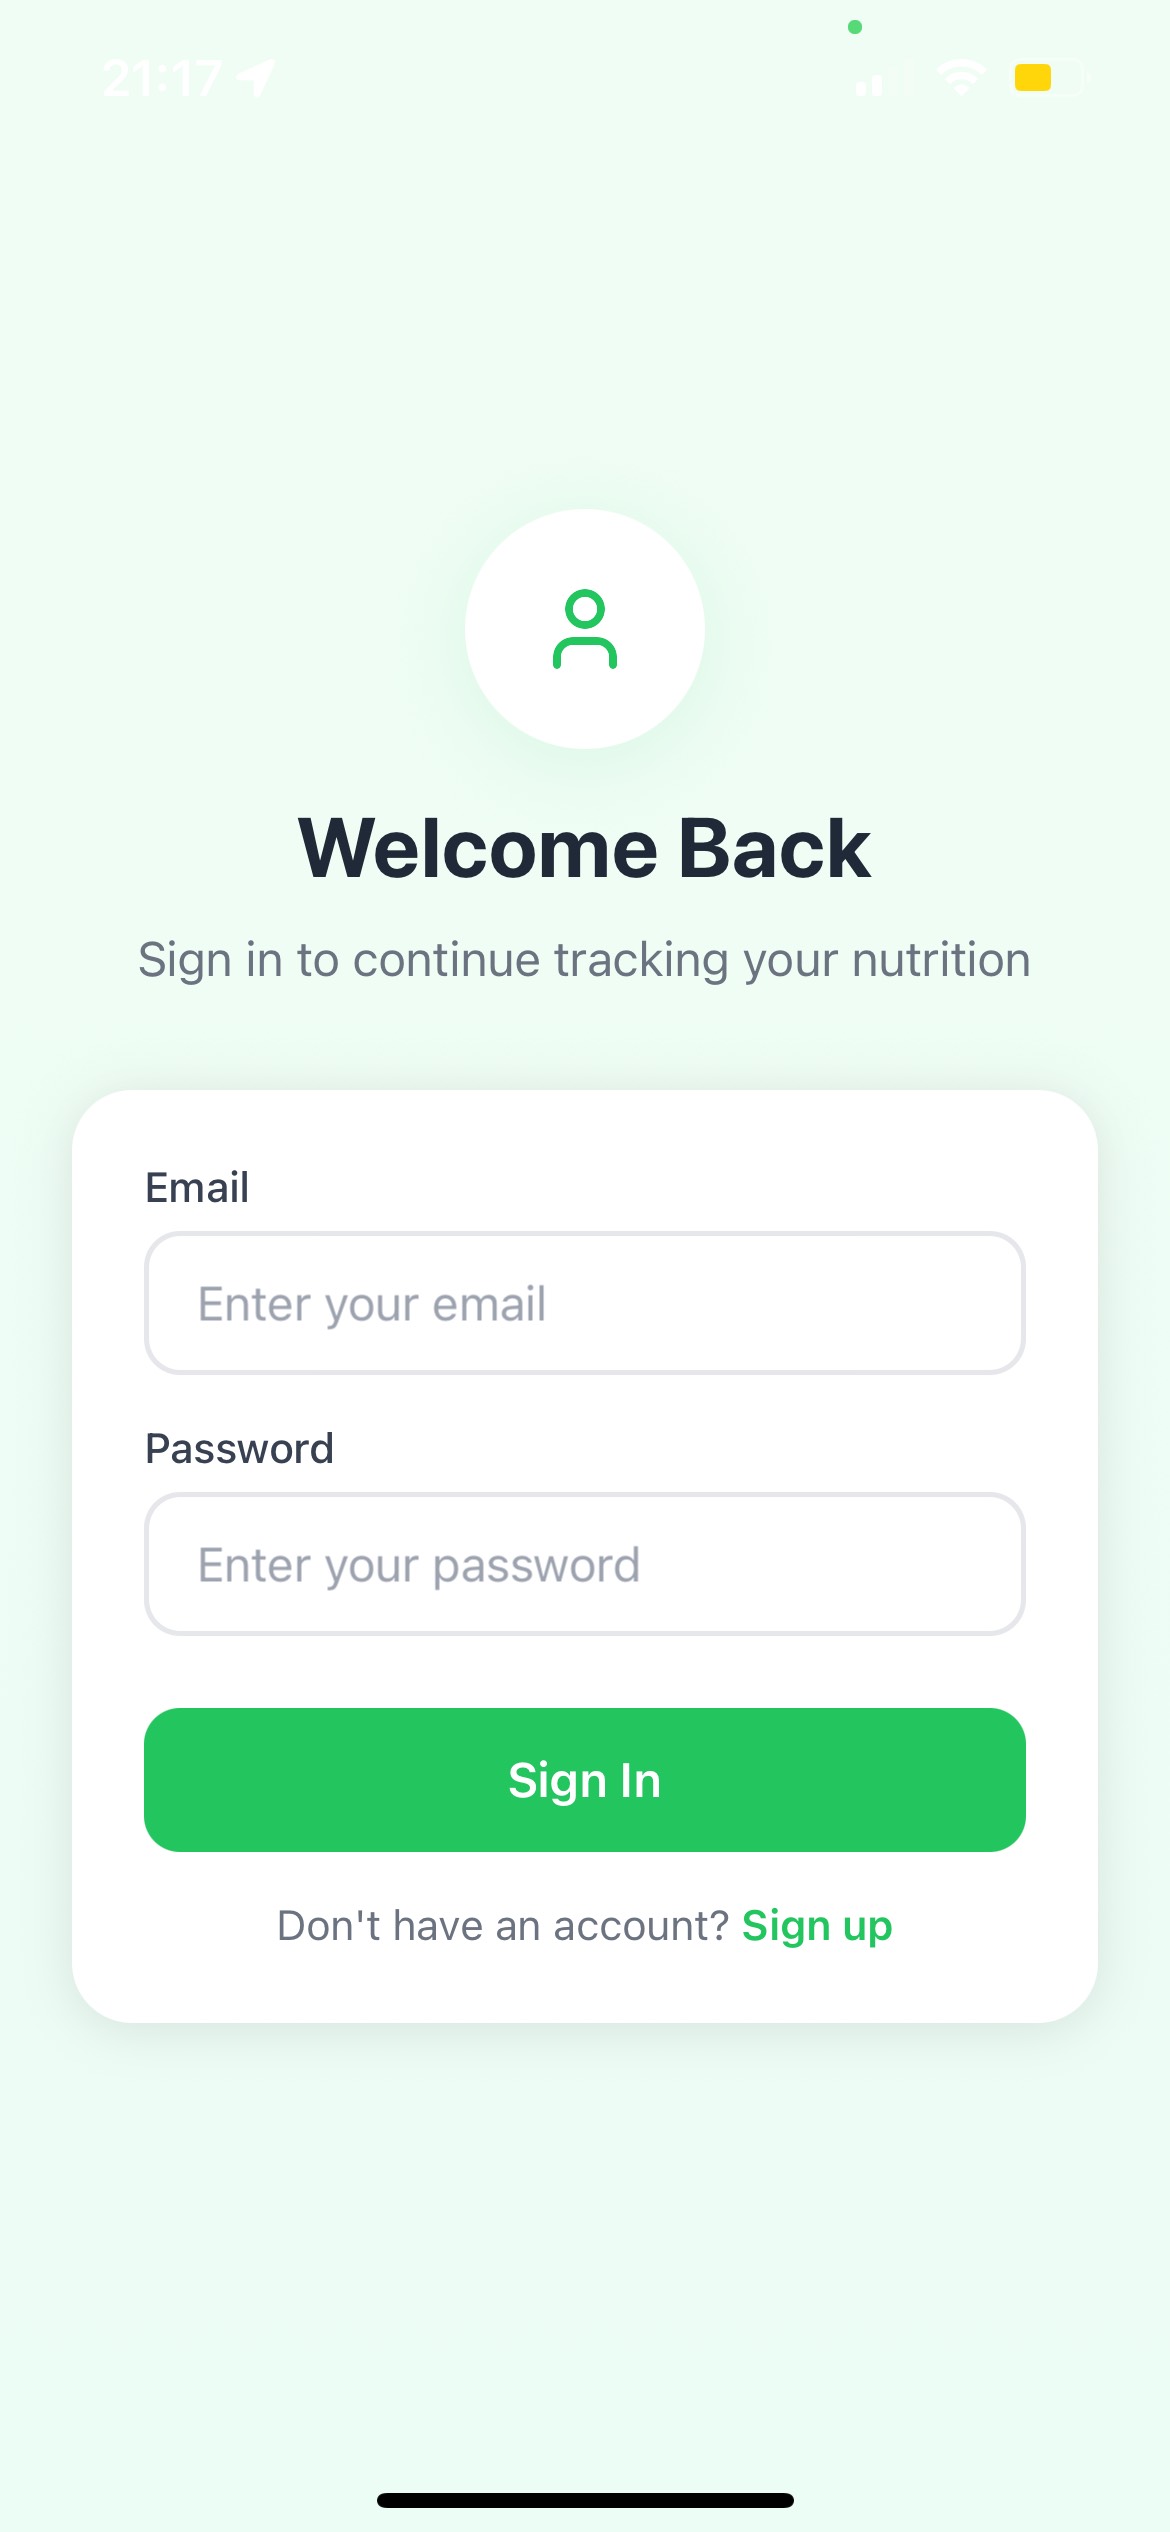 21:17
Welcome Back
Sign in to continue tracking your nutrition
Email
Enter your email
Password
Enter your password
Sign In
Don't have an account? Sign up